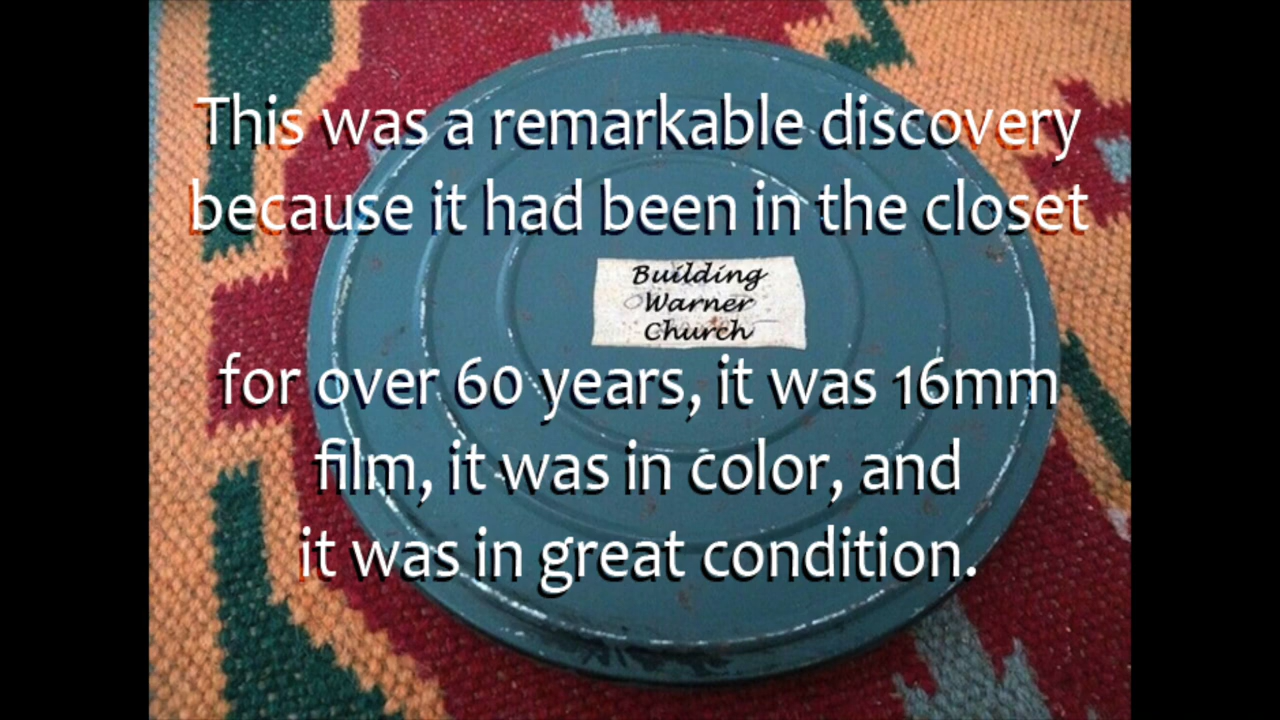 This was a remarkable discovery
because it had been in the closet
Building
Warner
Church
for over 60 years, it was 16mm
film, it was in color, and
it was in great condition.